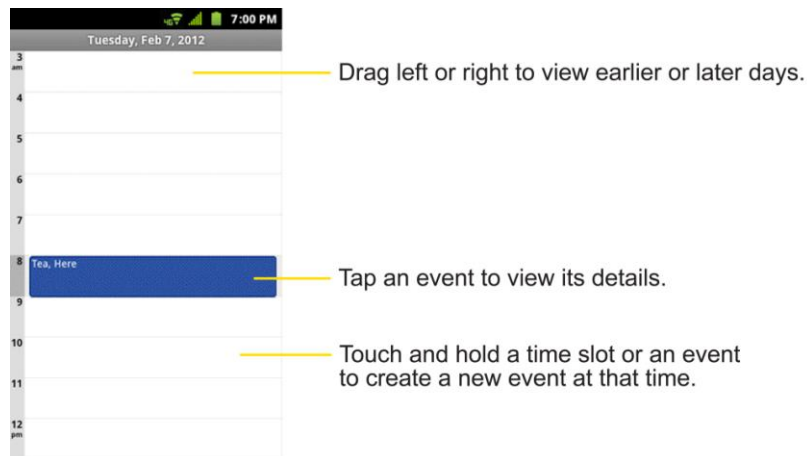 4G 7:00 PM
Tuesday, Feb 7, 2012
3
am
Drag left or right to view earlier or later days.
4
5
6
7
8 Tea, Here
Tap an event to view its details.
9
10
Touch and hold a time slot or an event
to create a new event at that time.
11
12
pm